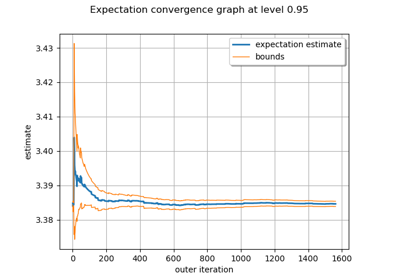 Expectation convergence graph at level 0.95
expectation estimate
bounds
3.43
3.42
3.41
3.40
3.39
3.38
estimate
0 200 400 600 800 1000 1200 1400 1600
outer iteration